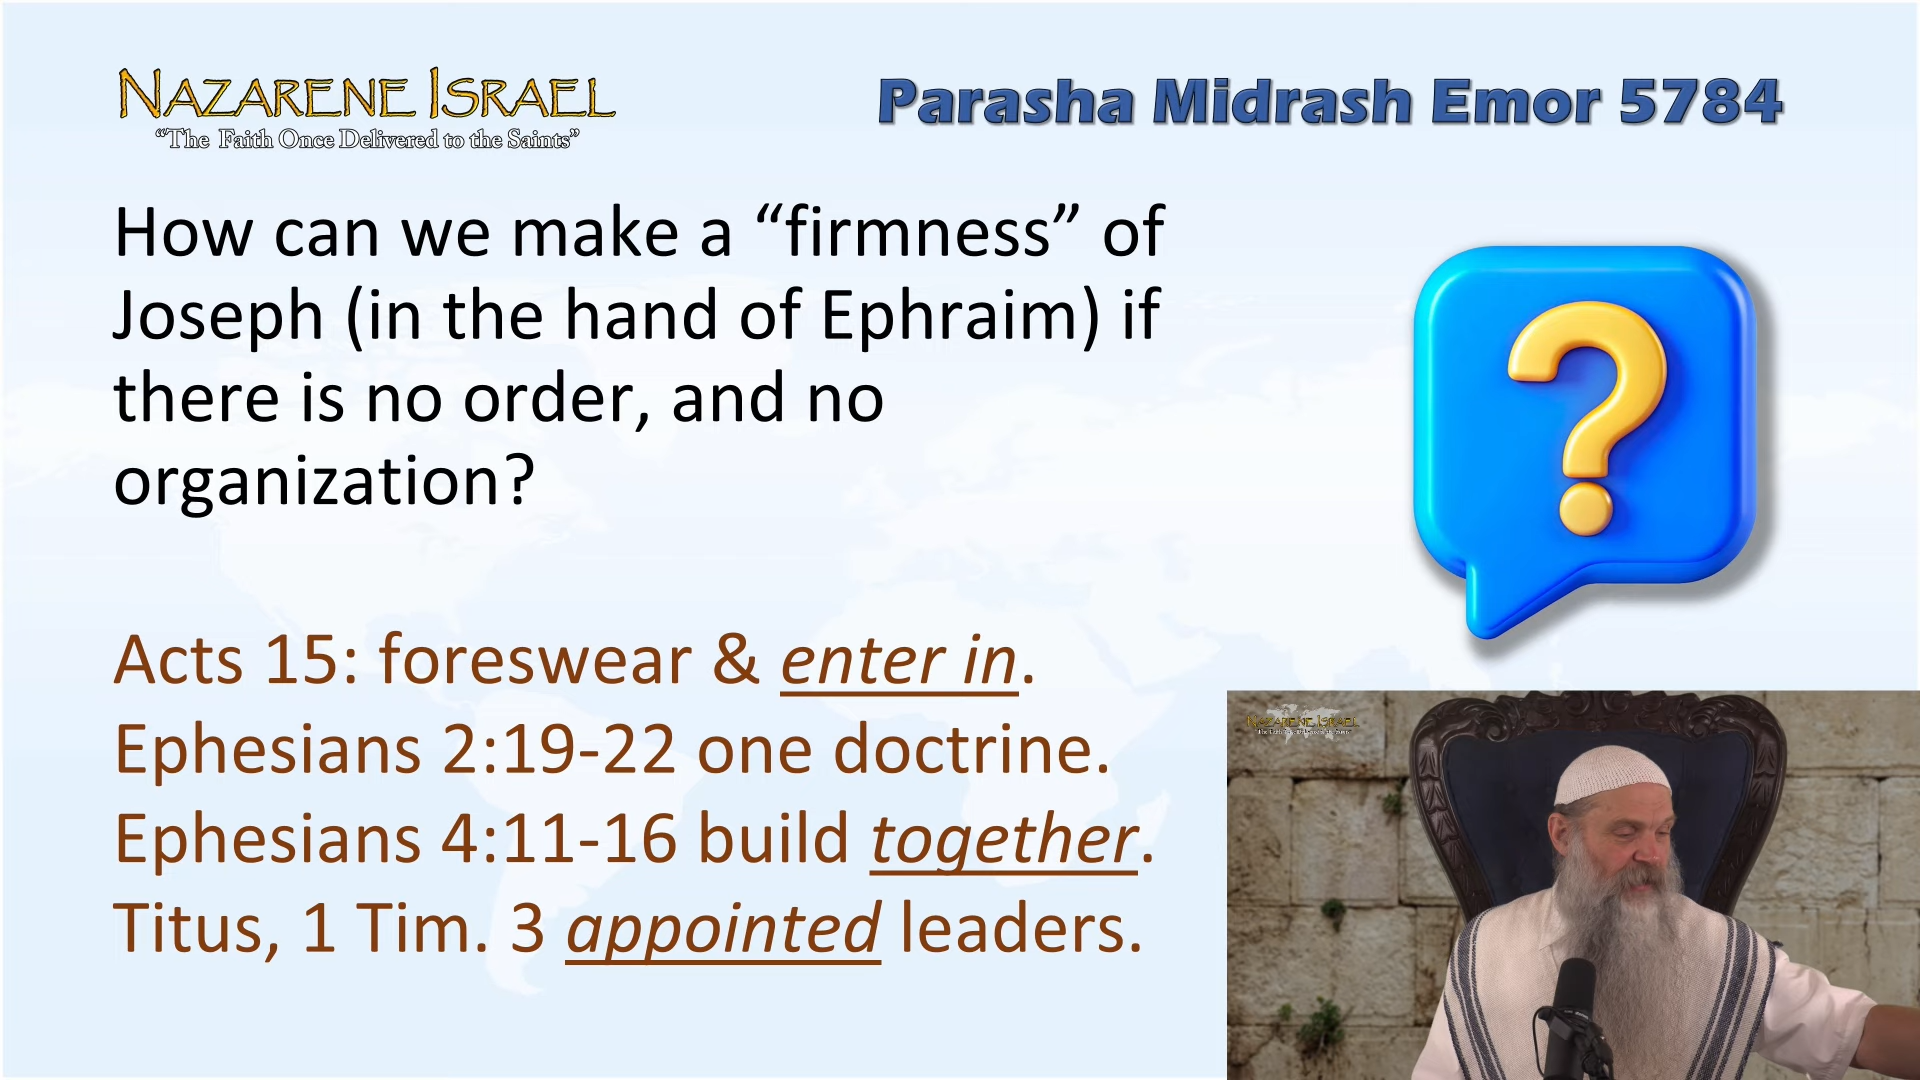 NAZARENE ISRAEL
“The Faith Once Delivered to the Saints”
Parasha Midrash Emor 5784
How can we make a “firmness” of
Joseph (in the hand of Ephraim) if
there is no order, and no
organization?
Acts 15: foreswear & enter in.
Ephesians 2:19-22 one doctrine.
Ephesians 4:11-16 build together.
Titus, 1 Tim. 3 appointed leaders.
NAZARENE ISRAEL